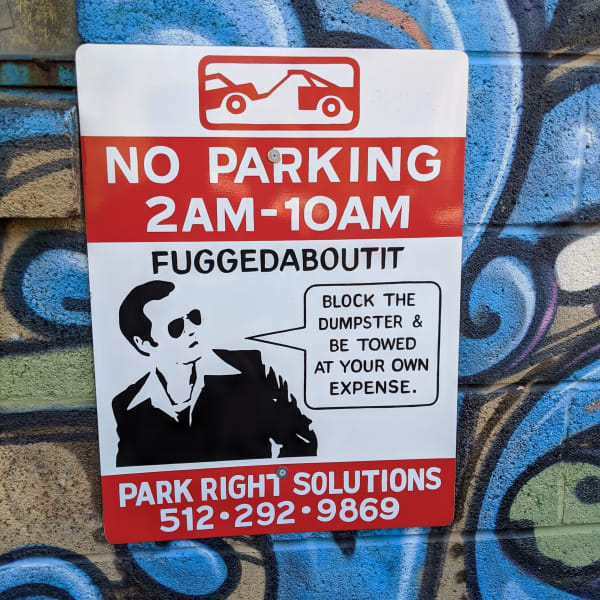 NO PARKING
2AM-10AM
FUGGEDABOUTIT
BLOCK THE
DUMPSTER &
BE TOWED
AT YOUR OWN
EXPENSE.
PARK RIGHT SOLUTIONS
512•292•9869